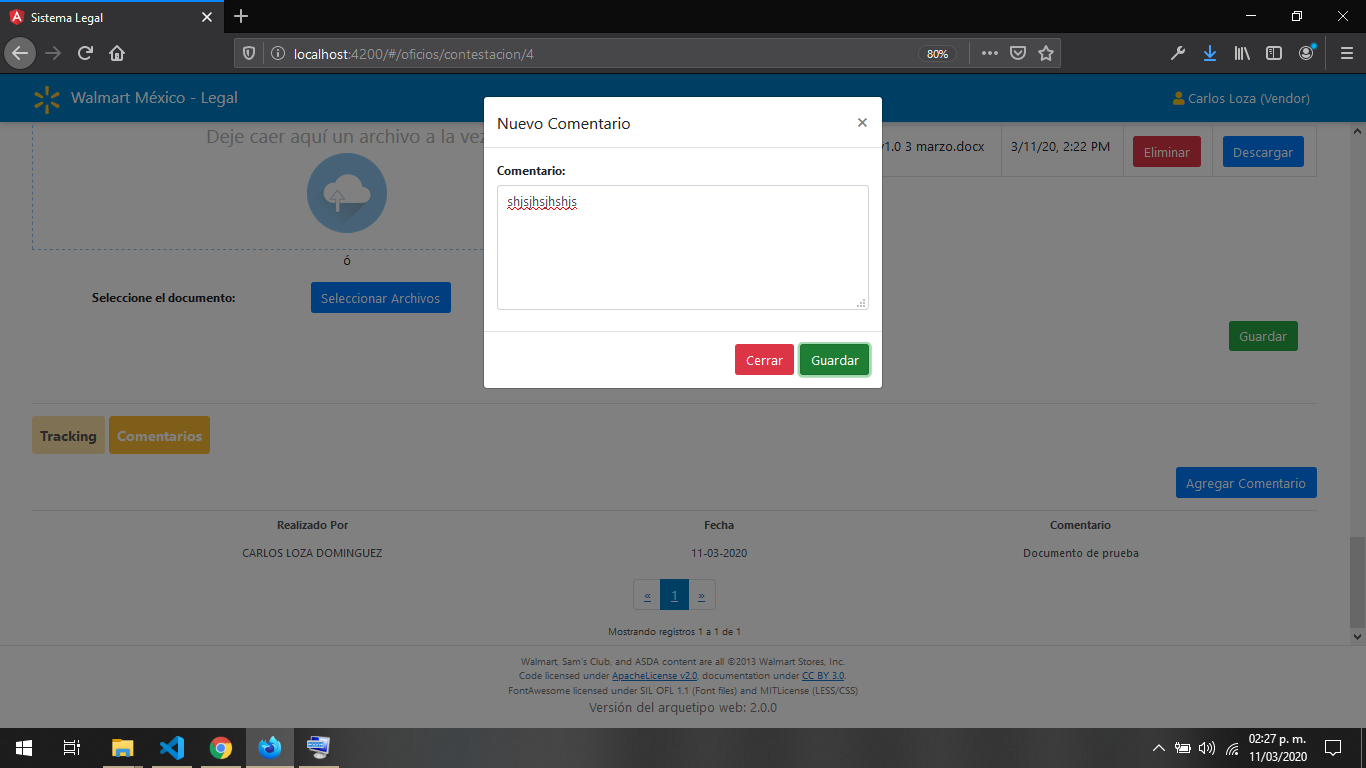 Sistema Legal
localhost:4200/#/oficios/contestacion/4
80%
Walmart México - Legal
Carlos Loza (Vendor)
Deje caer aquí un archivo a la vez
Nuevo Comentario
×
v1.0 3 marzo.docx
3/11/20, 2:22 PM
Eliminar
Descargar
Comentario:
shjsjhsjhshjs
ó
Seleccione el documento:
Seleccionar Archivos
Guardar
Cerrar
Guardar
Tracking
Comentarios
Agregar Comentario
Realizado Por
Fecha
Comentario
CARLOS LOZA DOMINGUEZ
11-03-2020
Documento de prueba
« 1 »
Mostrando registros 1 a 1 de 1
Walmart, Sam's Club, and ASDA content are all ©2013 Walmart Stores, Inc.
Code licensed under ApacheLicense v2.0, documentation under CC BY 3.0.
FontAwesome licensed under SIL OFL 1.1 (Font files) and MITLicense (LESS/CSS)
Versión del arquetipo web: 2.0.0
02:27 p. m.
11/03/2020